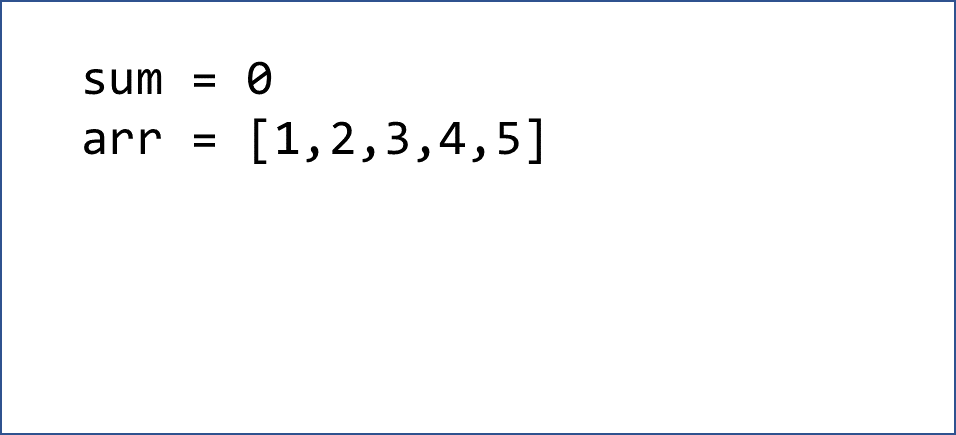 sum = 0
arr = [1,2,3,4,5]